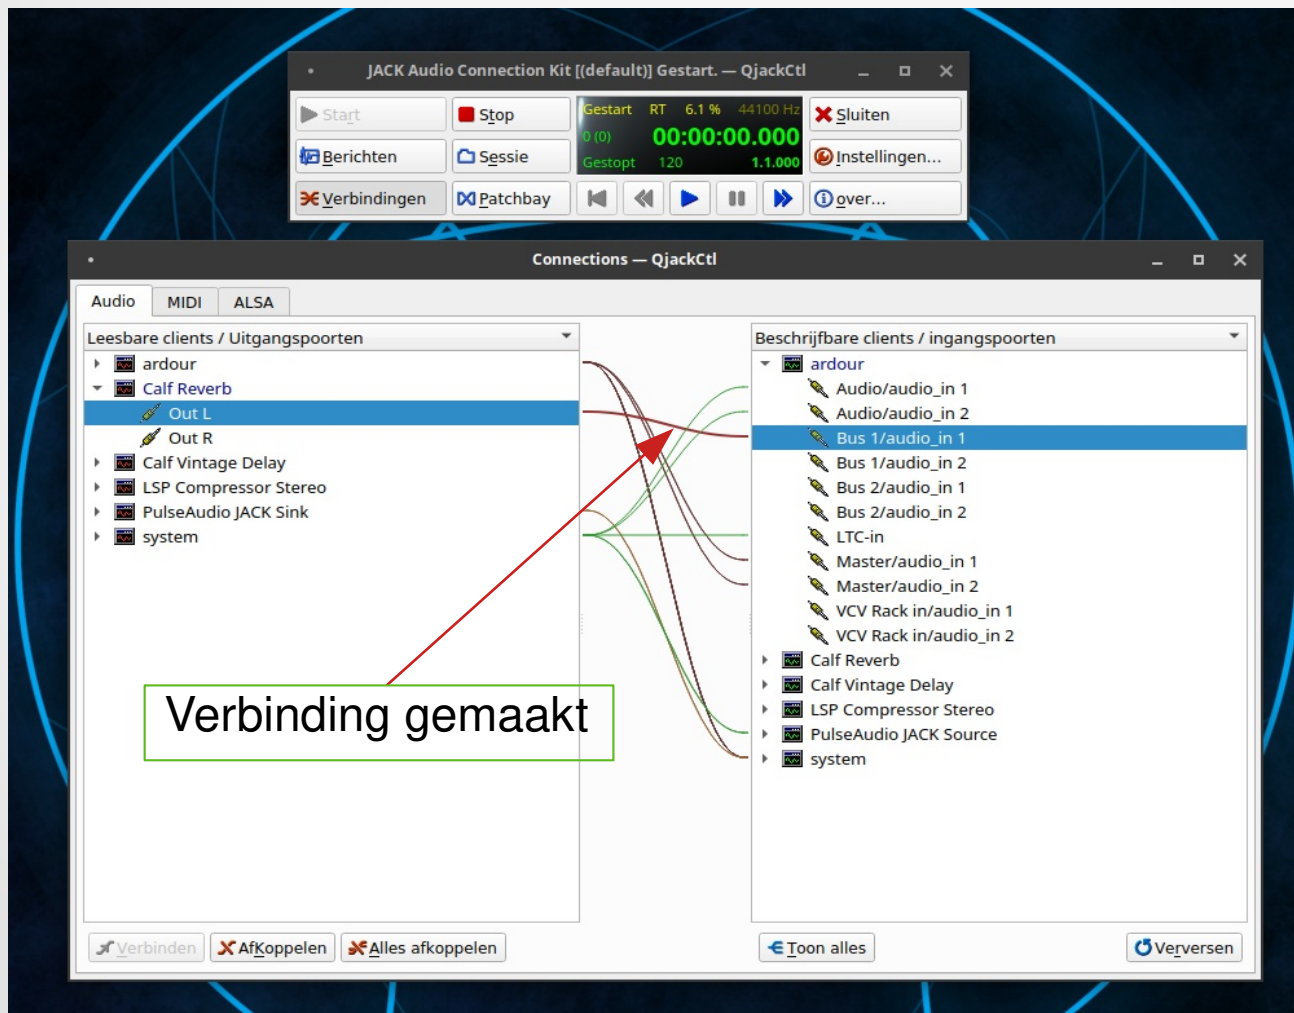 JACK Audio Connection Kit [(default)] Gestart. — QjackCtl
Start
Stop
Gestart RT 6.1 % 44100 Hz
Sluiten
Berichten
Sessie
0 (0) 00:00:00.000
Gestopt 120 1.1.000
Instellingen...
Verbindingen
Patchbay
over...
Connections — QjackCtl
Audio MIDI ALSA
Leesbare clients / Uitgangspoorten
ardour
Calf Reverb
Out L
Out R
Calf Vintage Delay
LSP Compressor Stereo
PulseAudio JACK Sink
system
Beschrijfbare clients / ingangspoorten
ardour
Audio/audio_in 1
Audio/audio_in 2
Bus 1/audio_in 1
Bus 1/audio_in 2
Bus 2/audio_in 1
Bus 2/audio_in 2
LTC-in
Master/audio_in 1
Master/audio_in 2
VCV Rack in/audio_in 1
VCV Rack in/audio_in 2
Calf Reverb
Calf Vintage Delay
LSP Compressor Stereo
PulseAudio JACK Source
system
Verbinding gemaakt
Verbinden
AfKoppelen
Alles afkoppelen
Toon alles
Verversen